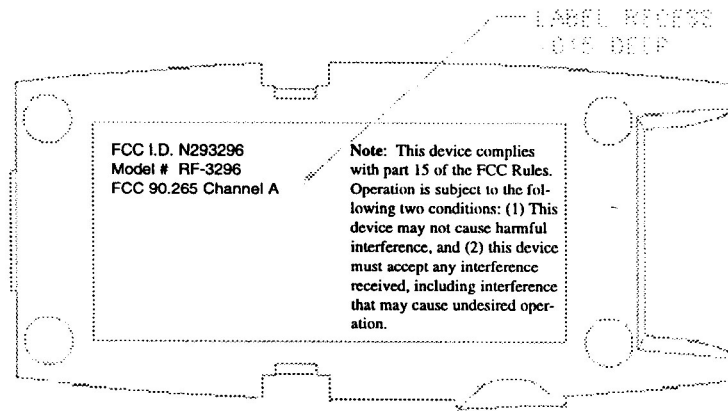 LABEL RECESS
.015 DEEP
FCC I.D. N293296
Model # RF-3296
FCC 90.265 Channel A
Note: This device complies
with part 15 of the FCC Rules.
Operation is subject to the fol-
lowing two conditions: (1) This
device may not cause harmful
interference, and (2) this device
must accept any interference
received, including interference
that may cause undesired oper-
ation.